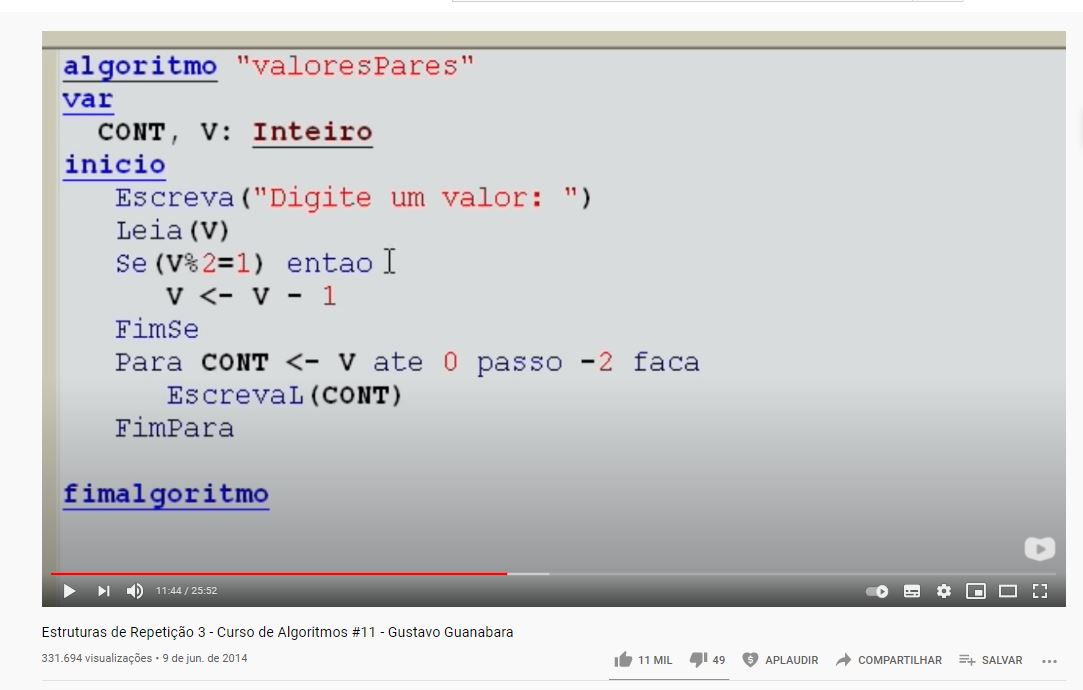 algoritmo "valoresPares"
var
CONT, V: Inteiro
inicio
Escreva("Digite um valor: ")
Leia(V)
Se(V%2=1) entao
V <- V - 1
FimSe
Para CONT <- V ate 0 passo -2 faca
EscrevaL(CONT)
FimPara
fimalgoritmo
11:44 / 25:52
Estruturas de Repetição 3 - Curso de Algoritmos #11 - Gustavo Guanabara
331.694 visualizações • 9 de jun. de 2014
11 MIL 49 APLAUDIR COMPARTILHAR SALVAR